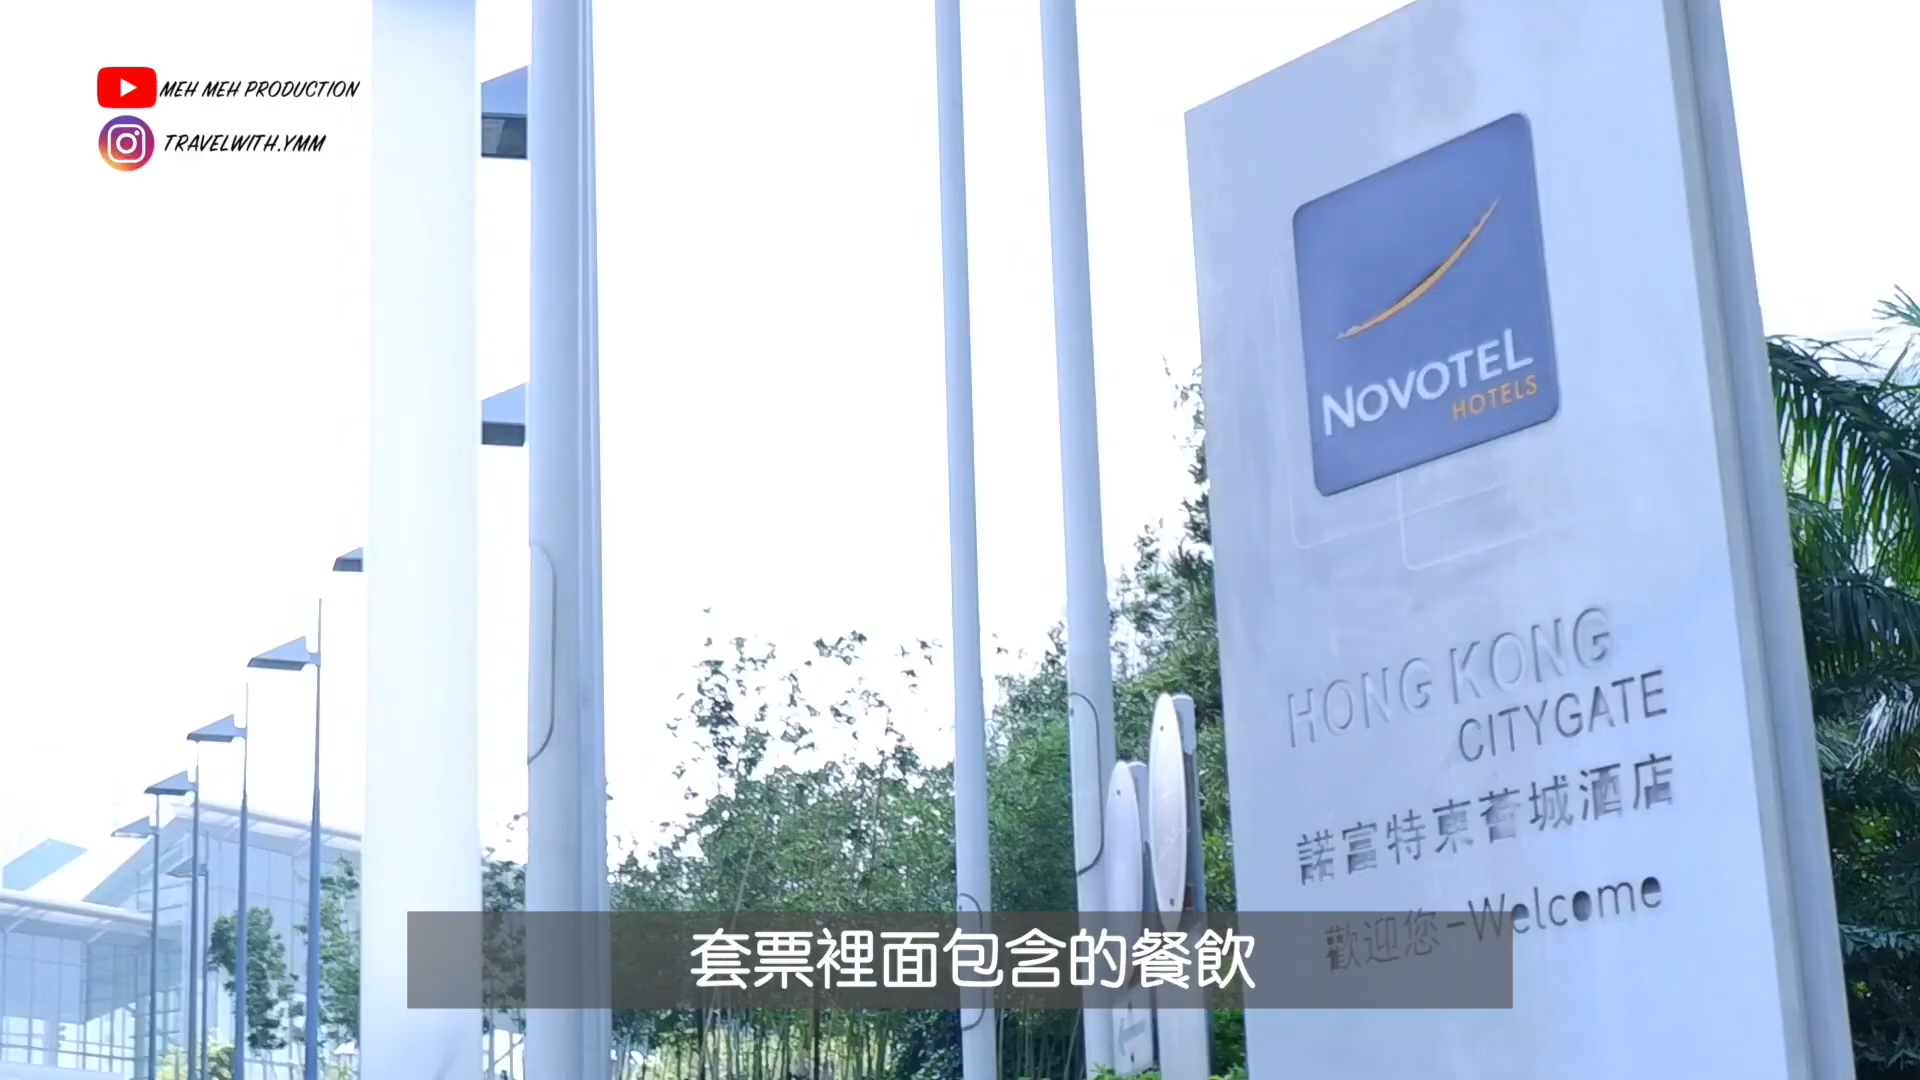 MEH MEH PRODUCTION
TRAVELWITH.YMM
NOVOTEL
HOTELS
HONG KONG
CITYGATE
諾富特東薈城酒店
歡迎您-Welcome
套票裡面包含的餐飲